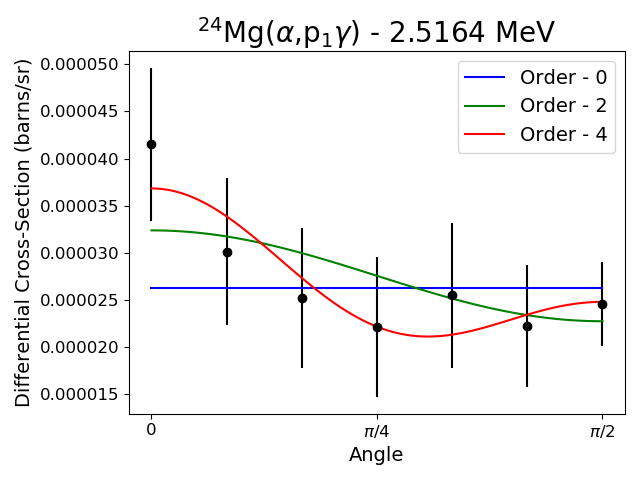 ²⁴Mg(α,p₁γ) - 2.5164 MeV
Differential Cross-Section (barns/sr)
0.000050
0.000045
0.000040
0.000035
0.000030
0.000025
0.000020
0.000015
Order - 0
Order - 2
Order - 4
0
π/4
π/2
Angle